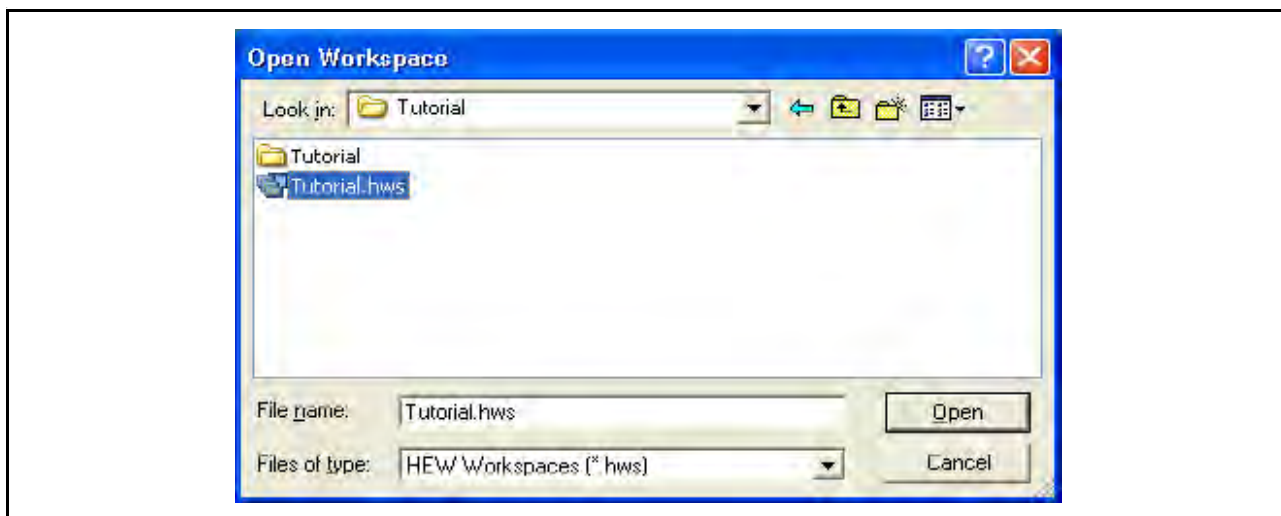 Open Workspace
Look in: Tutorial
Tutorial
Tutorial.hws
File name: Tutorial.hws Open
Files of type: HEW Workspaces (*.hws) Cancel